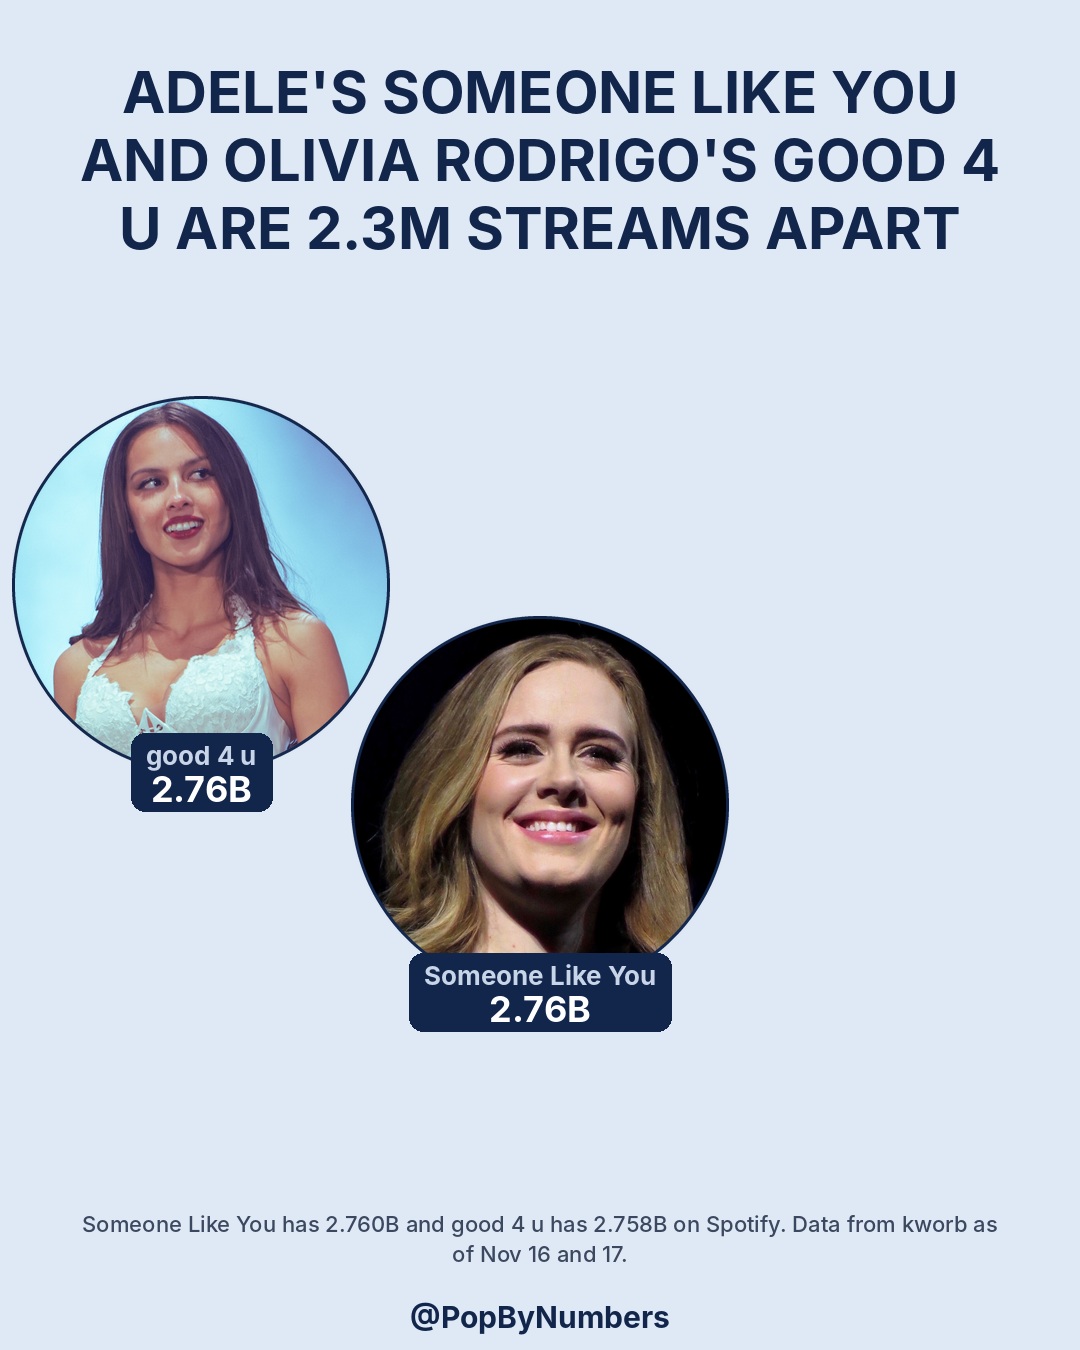 ADELE'S SOMEONE LIKE YOU
AND OLIVIA RODRIGO'S GOOD 4
U ARE 2.3M STREAMS APART
good 4 u
2.76B
Someone Like You
2.76B
Someone Like You has 2.760B and good 4 u has 2.758B on Spotify. Data from kworb as
of Nov 16 and 17.
@PopByNumbers